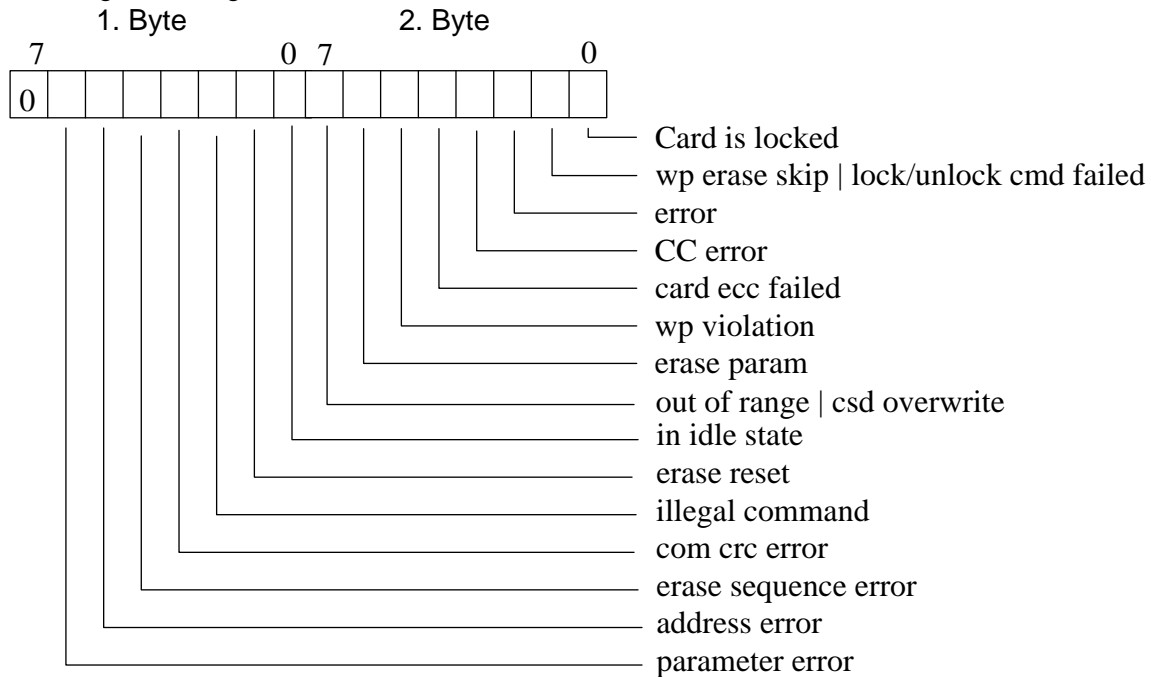 1. Byte 2. Byte
7 0 7 0
0
Card is locked
wp erase skip | lock/unlock cmd failed
error
CC error
card ecc failed
wp violation
erase param
out of range | csd overwrite
in idle state
erase reset
illegal command
com crc error
erase sequence error
address error
parameter error